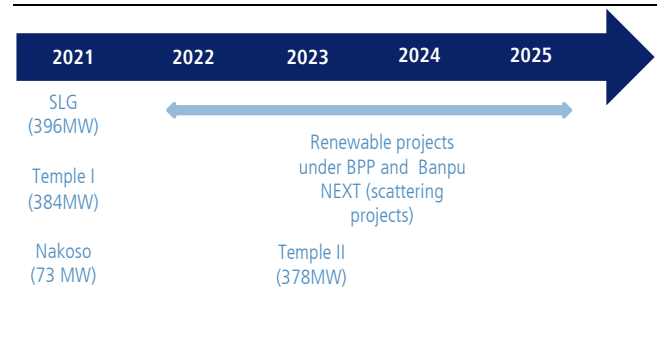 2021 2022 2023 2024 2025
SLG
(396MW)
Renewable projects
under BPP and Banpu
NEXT (scattering
projects)
Temple I
(384MW)
Nakoso
(73 MW)
Temple II
(378MW)